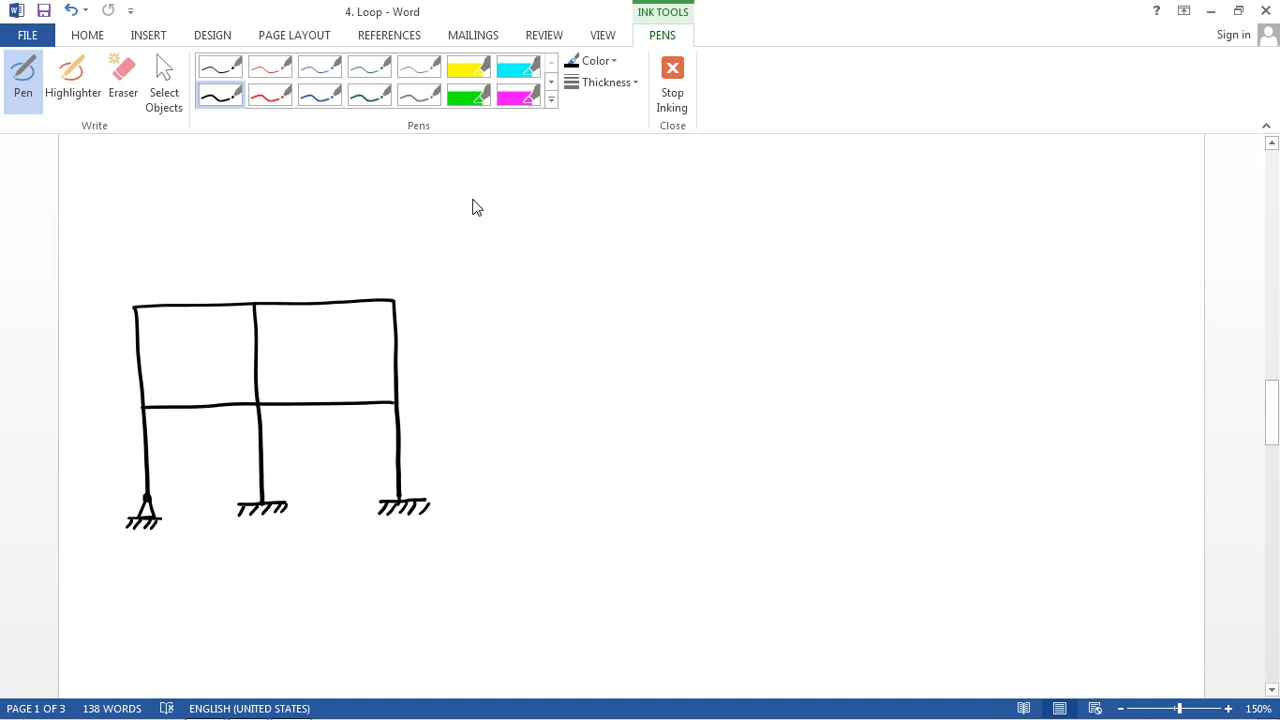 4. Loop - Word
INK TOOLS
?
FILE HOME INSERT DESIGN PAGE LAYOUT REFERENCES MAILINGS REVIEW VIEW PENS Sign in
Pen Highlighter Eraser Select Objects
Color
Thickness
Stop Inking
Write Pens Close
PAGE 1 OF 3 138 WORDS ENGLISH (UNITED STATES) 150%